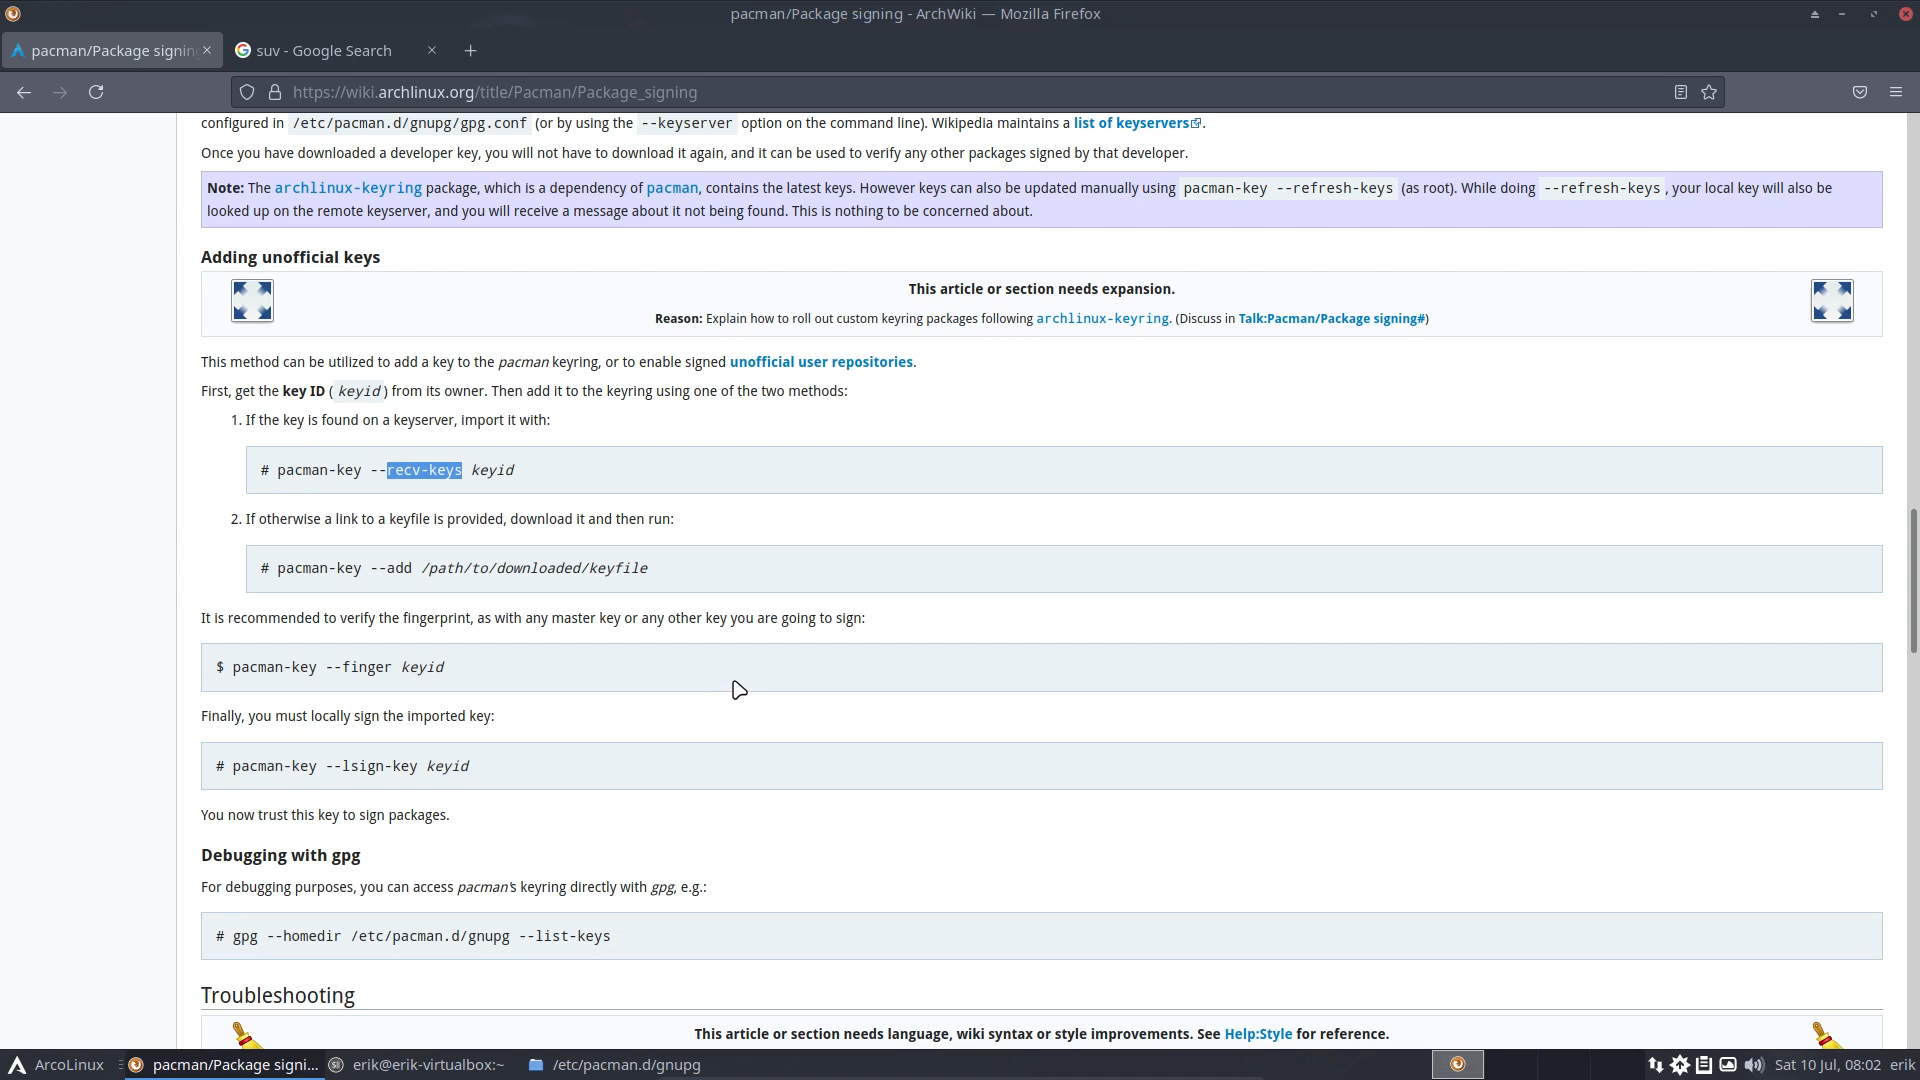 pacman/Package signing - ArchWiki — Mozilla Firefox
pacman/Package signin
suv - Google Search
https://wiki.archlinux.org/title/Pacman/Package_signing
configured in /etc/pacman.d/gnupg/gpg.conf (or by using the --keyserver option on the command line). Wikipedia maintains a list of keyservers.
Once you have downloaded a developer key, you will not have to download it again, and it can be used to verify any other packages signed by that developer.
Note: The archlinux-keyring package, which is a dependency of pacman, contains the latest keys. However keys can also be updated manually using pacman-key --refresh-keys (as root). While doing --refresh-keys, your local key will also be
looked up on the remote keyserver, and you will receive a message about it not being found. This is nothing to be concerned about.
Adding unofficial keys
This article or section needs expansion.
Reason: Explain how to roll out custom keyring packages following archlinux-keyring. (Discuss in Talk:Pacman/Package signing#)
This method can be utilized to add a key to the pacman keyring, or to enable signed unofficial user repositories.
First, get the key ID (keyid) from its owner. Then add it to the keyring using one of the two methods:
1. If the key is found on a keyserver, import it with:
# pacman-key --recv-keys keyid
2. If otherwise a link to a keyfile is provided, download it and then run:
# pacman-key --add /path/to/downloaded/keyfile
It is recommended to verify the fingerprint, as with any master key or any other key you are going to sign:
$ pacman-key --finger keyid
Finally, you must locally sign the imported key:
# pacman-key --lsign-key keyid
You now trust this key to sign packages.
Debugging with gpg
For debugging purposes, you can access pacman's keyring directly with gpg, e.g.:
# gpg --homedir /etc/pacman.d/gnupg --list-keys
Troubleshooting
This article or section needs language, wiki syntax or style improvements. See Help:Style for reference.
ArcoLinux
pacman/Package signi...
erik@erik-virtualbox:~
/etc/pacman.d/gnupg
Sat 10 Jul, 08:02
erik